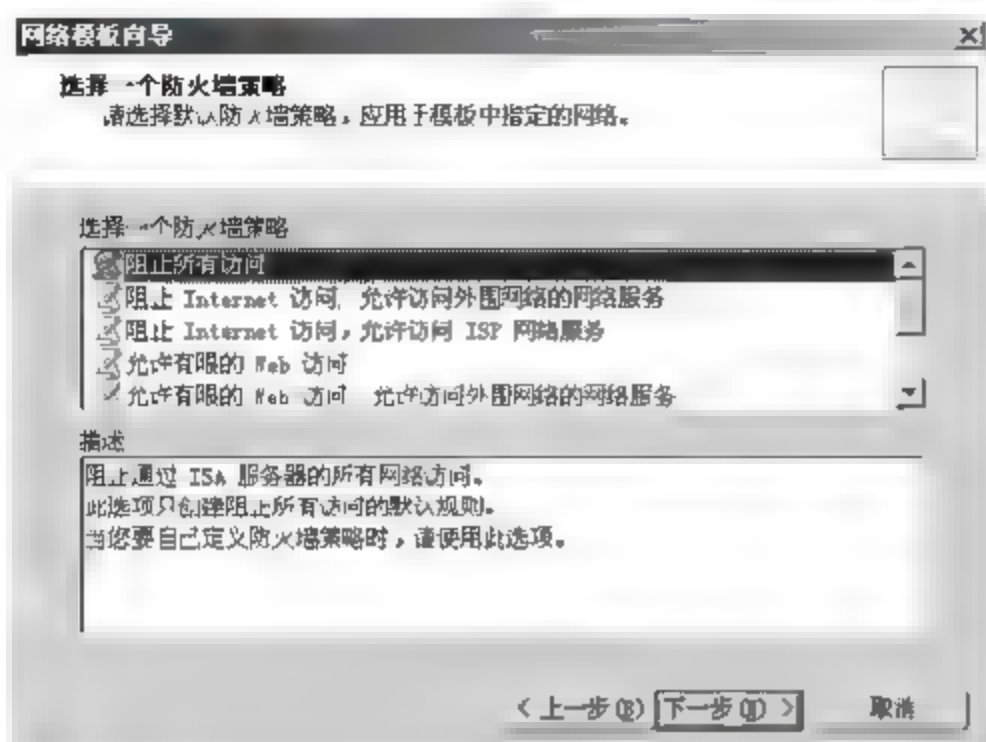 网络模板向导
选择一个防火墙策略
请选择默认防火墙策略，应用于模板中指定的网络。
选择一个防火墙策略
阻止所有访问
阻止 Internet 访问，允许访问外围网络的网络服务
阻止 Internet 访问，允许访问 ISP 网络服务
允许有限的 Web 访问
允许有限的 Web 访问，允许访问外围网络的网络服务
描述
阻止通过 ISA 服务器的所有网络访问。
此选项只创建阻止所有访问的默认规则。
当您要自己定义防火墙策略时，请使用此选项。
< 上一步(B)
下一步(N) >
取消